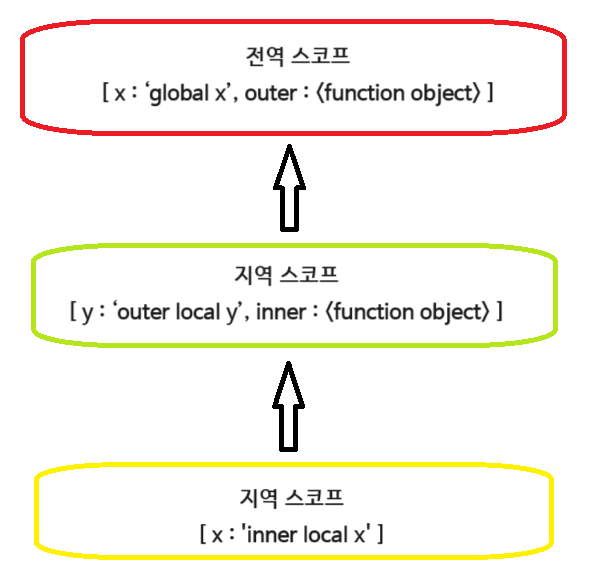 전역 스코프
[ x : ‘global x’, outer : <function object> ]
지역 스코프
[ y : ‘outer local y’, inner : <function object> ]
지역 스코프
[ x : 'inner local x' ]